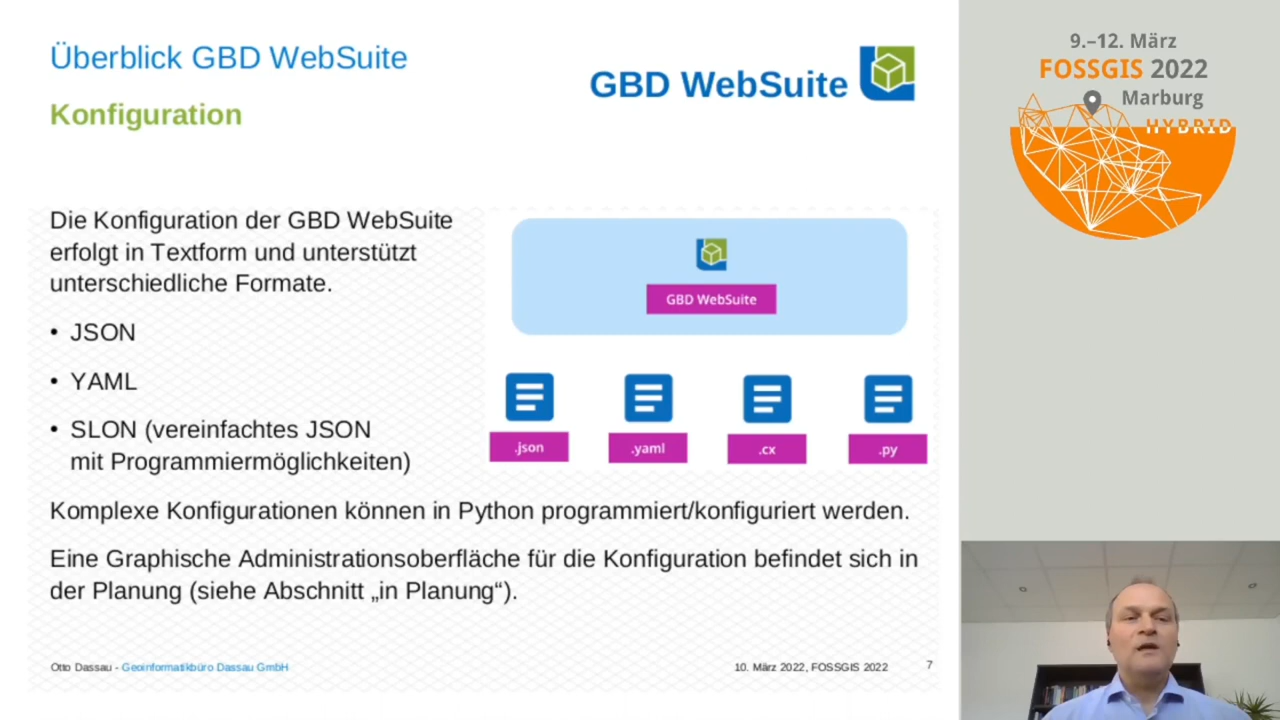 Überblick GBD WebSuite
Konfiguration
GBD WebSuite
Die Konfiguration der GBD WebSuite
erfolgt in Textform und unterstützt
unterschiedliche Formate.
• JSON
• YAML
• SLON (vereinfachtes JSON
mit Programmiermöglichkeiten)
GBD WebSuite
.json
.yaml
.cx
.py
Komplexe Konfigurationen können in Python programmiert/konfiguriert werden.
Eine Graphische Administrationsoberfläche für die Konfiguration befindet sich in
der Planung (siehe Abschnitt „in Planung“).
Otto Dassau - Geoinformatikbüro Dassau GmbH
10. März 2022, FOSSGIS 2022
7
9.–12. März
FOSSGIS 2022
Marburg
HYBRID